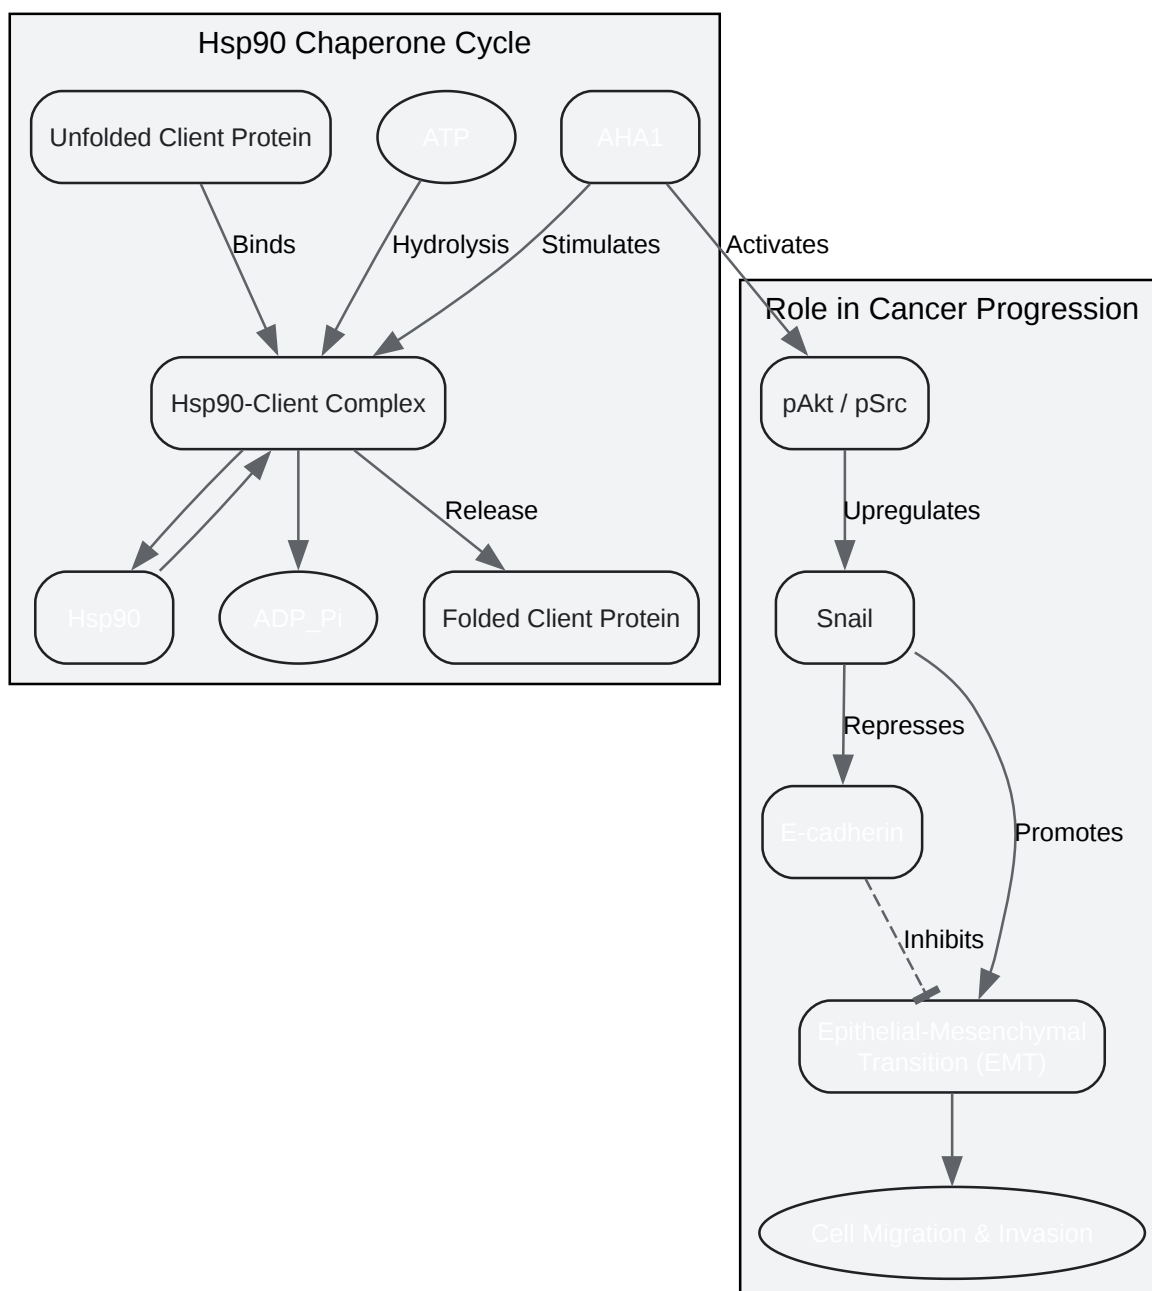 Hsp90 Chaperone Cycle
Unfolded Client Protein
ATP
AHA1
Binds
Hydrolysis
Stimulates
Activates
Role in Cancer Progression
Hsp90-Client Complex
pAkt / pSrc
Release
Upregulates
Hsp90
ADP_Pi
Folded Client Protein
Snail
Represses
E-cadherin
Promotes
Inhibits
Epithelial-Mesenchymal
Transition (EMT)
Cell Migration & Invasion